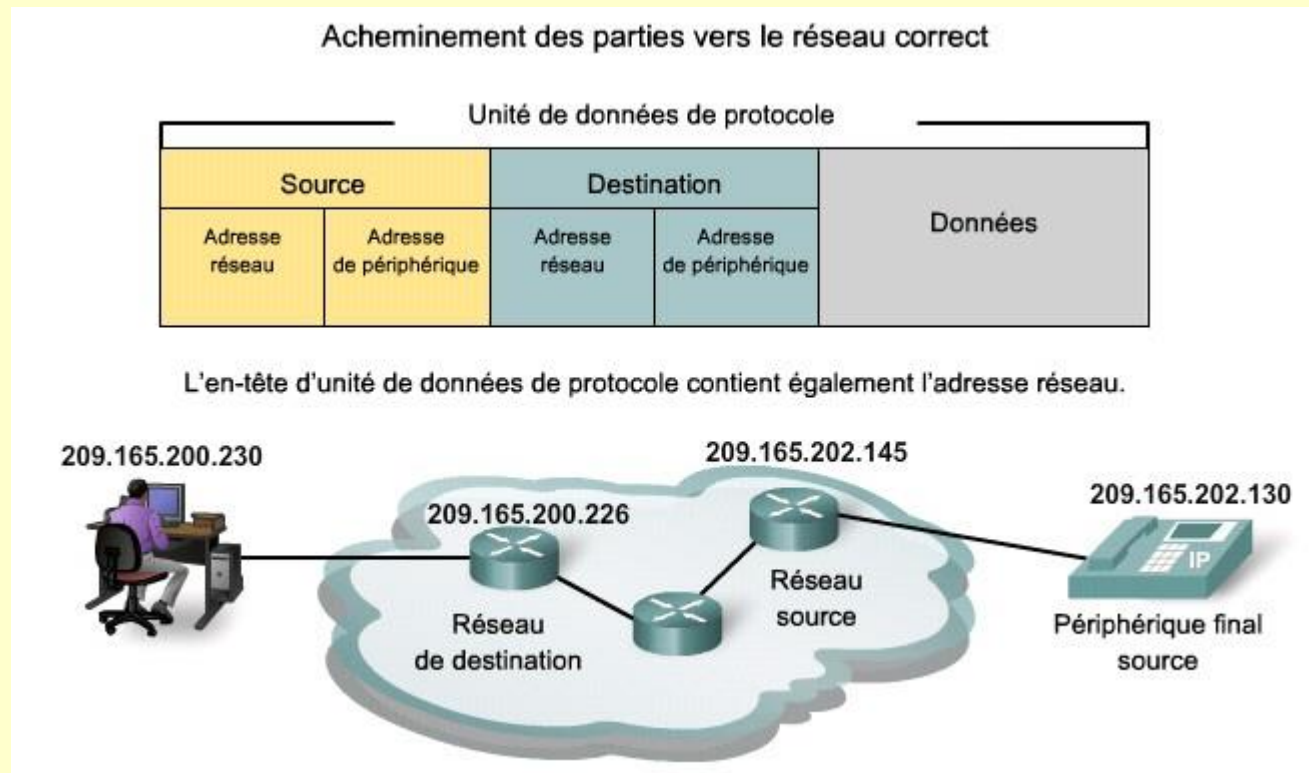 Acheminement des parties vers le réseau correct
Unité de données de protocole
Source
Destination
Données
Adresse
réseau
Adresse
de périphérique
Adresse
réseau
Adresse
de périphérique
L'en-tête d'unité de données de protocole contient également l'adresse réseau.
209.165.200.230
209.165.200.226
209.165.202.145
209.165.202.130
IP
Réseau
de destination
Réseau
source
Périphérique final
source